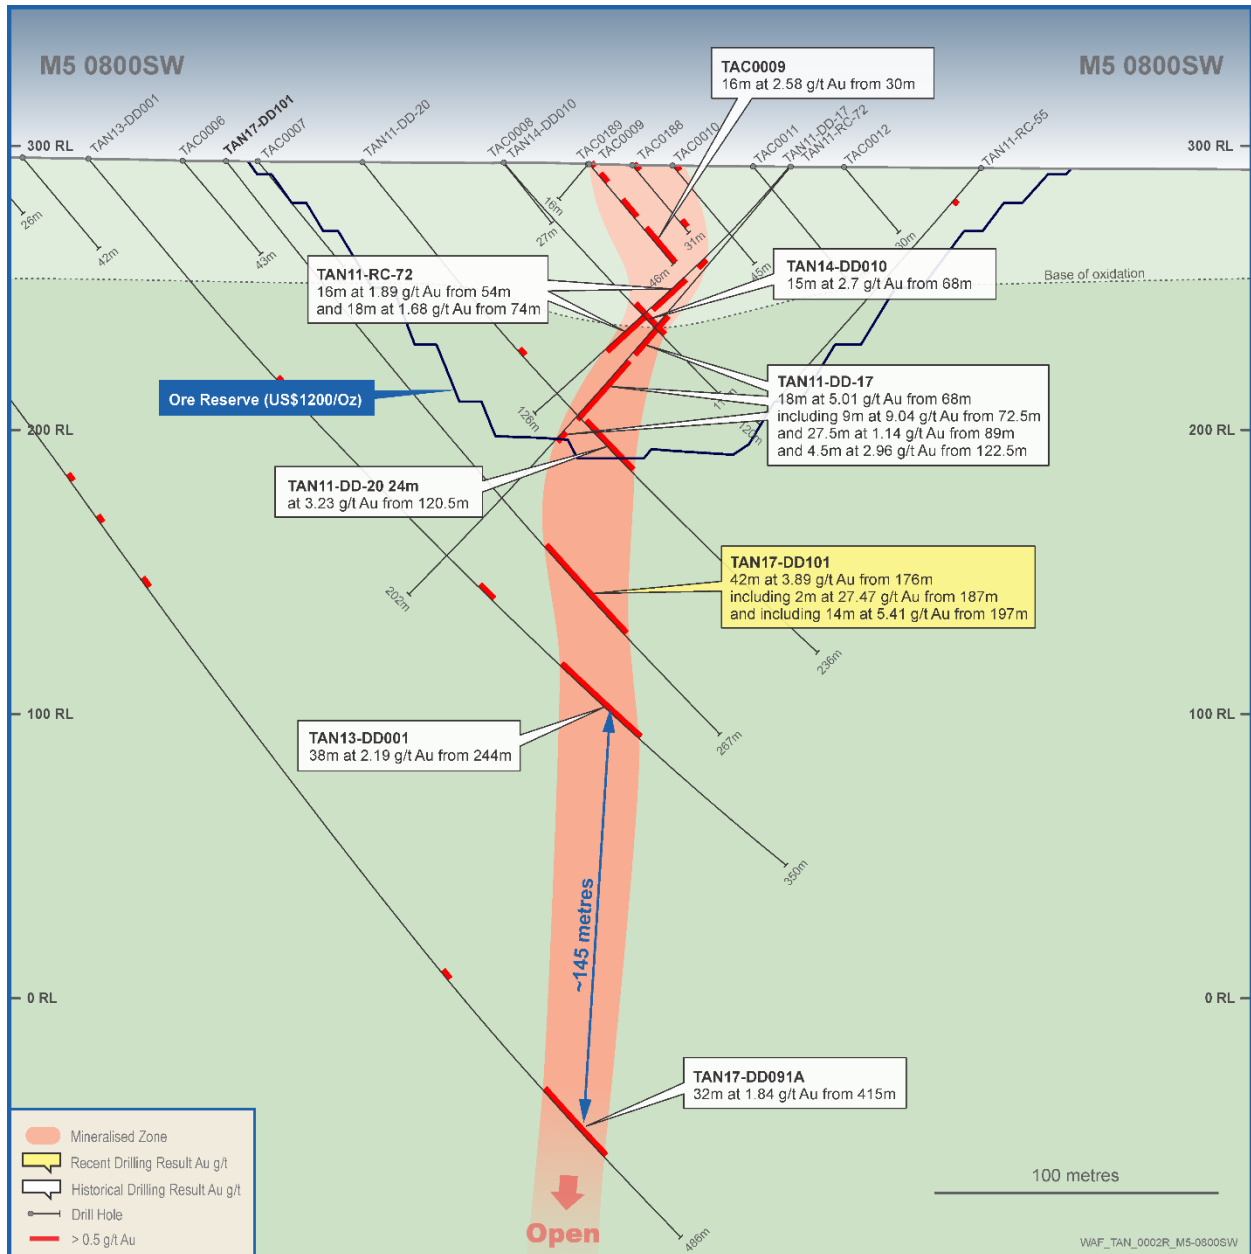 M5 0800SW
M5 0800SW
TAC0009
16m at 2.58 g/t Au from 30m
TAN13-DD001
TAC0006
TAN17-DD101
TAC0007
TAN11-DD-20
TAC0008
TAN14-DD010
TAC0189
TAC0009
TAC0188
TAC0010
TAC0011
TAN11-DD-17
TAN11-RC-72
TAC0012
TAN11-RC-55
300 RL
300 RL
26m
42m
43m
16m
27m
46m
31m
45m
30m
Base of oxidation
TAN11-RC-72
16m at 1.89 g/t Au from 54m
and 18m at 1.68 g/t Au from 74m
TAN14-DD010
15m at 2.7 g/t Au from 68m
Ore Reserve (US$1200/Oz)
TAN11-DD-17
18m at 5.01 g/t Au from 68m
including 9m at 9.04 g/t Au from 72.5m
and 27.5m at 1.14 g/t Au from 89m
and 4.5m at 2.96 g/t Au from 122.5m
126m
120m
200 RL
200 RL
TAN11-DD-20 24m
at 3.23 g/t Au from 120.5m
TAN17-DD101
42m at 3.89 g/t Au from 176m
including 2m at 27.47 g/t Au from 187m
and including 14m at 5.41 g/t Au from 197m
202m
236m
100 RL
100 RL
TAN13-DD001
38m at 2.19 g/t Au from 244m
267m
350m
~145 metres
0 RL
0 RL
TAN17-DD091A
32m at 1.84 g/t Au from 415m
Mineralised Zone
Recent Drilling Result Au g/t
Historical Drilling Result Au g/t
Drill Hole
> 0.5 g/t Au
Open
486m
100 metres
WAF_TAN_0002R_M5-0800SW